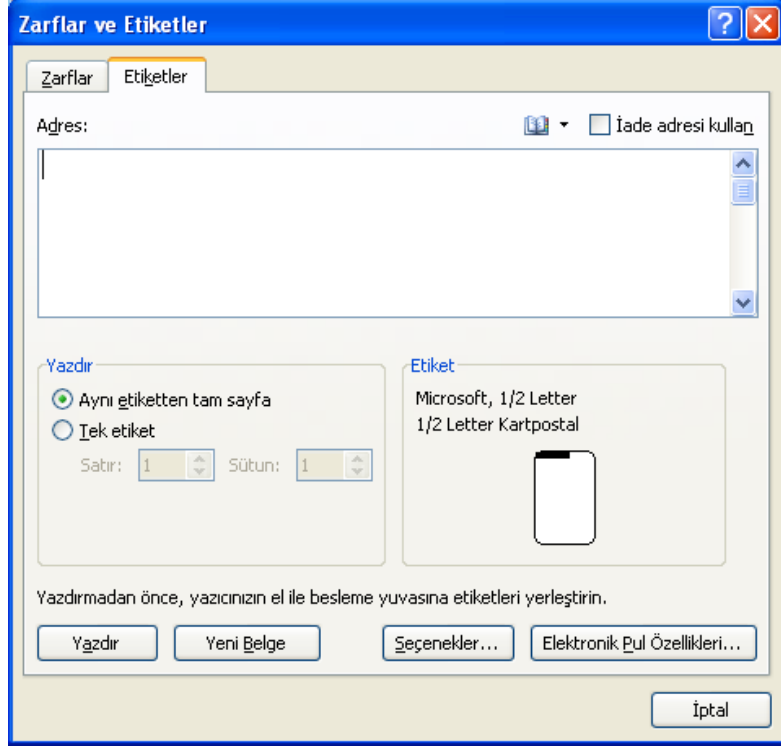 Zarflar ve Etiketler
Zarflar
Etiketler
Adres:
İade adresi kullan
Yazdır
Aynı etiketten tam sayfa
Tek etiket
Satır: 1 Sütun: 1
Etiket
Microsoft, 1/2 Letter
1/2 Letter Kartpostal
Yazdırmadan önce, yazıcınızın el ile besleme yuvasına etiketleri yerleştirin.
Yazdır
Yeni Belge
Seçenekler...
Elektronik Pul Özellikleri...
İptal